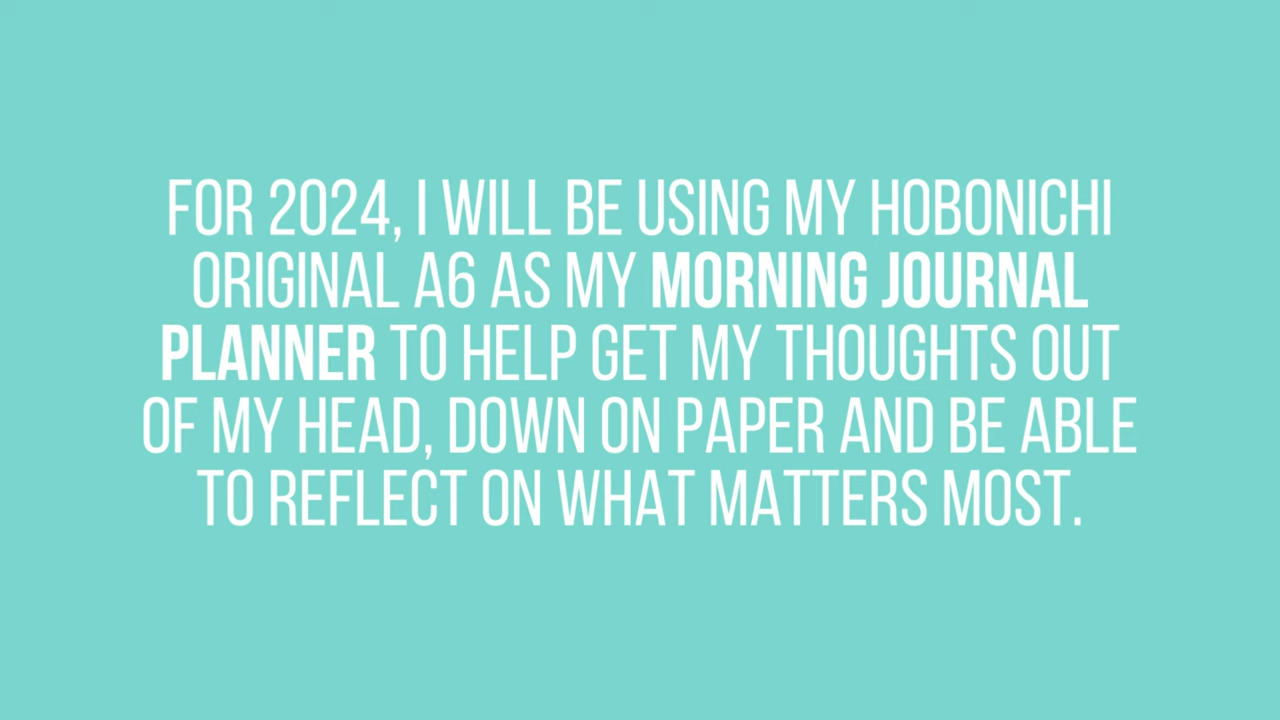 FOR 2024, I WILL BE USING MY HOBONICHI
ORIGINAL A6 AS MY MORNING JOURNAL
PLANNER TO HELP GET MY THOUGHTS OUT
OF MY HEAD, DOWN ON PAPER AND BE ABLE
TO REFLECT ON WHAT MATTERS MOST.